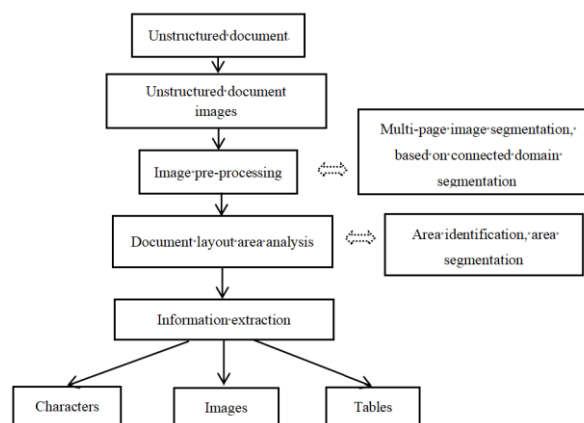 Unstructured document
Unstructured document
images
Multi-page image segmentation,
based on connected domain
segmentation
Image pre-processing
Document layout area analysis
Area identification, area
segmentation
Information extraction
Characters
Images
Tables